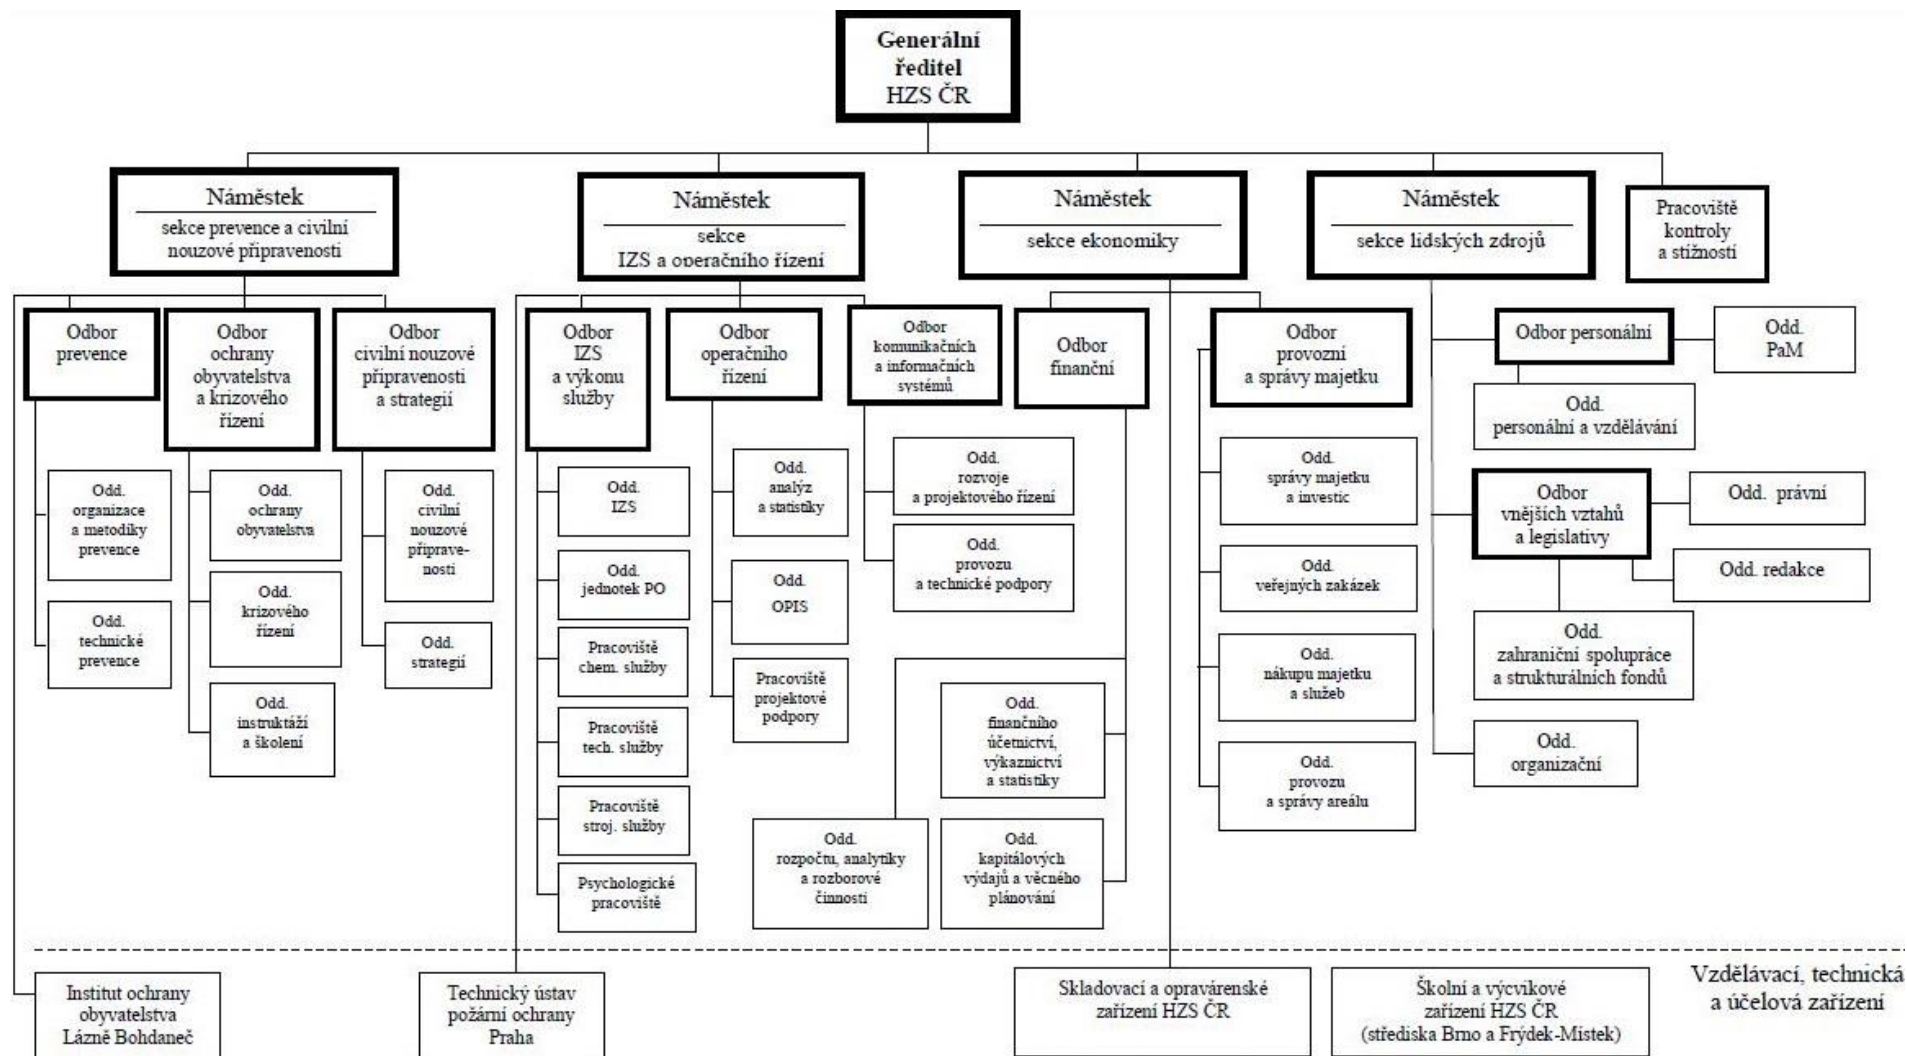 Generální
ředitel
HZS ČR
Náměstek
sekce prevence a civilní
nouzové připravenosti
Náměstek
sekce
IZS a operačního řízení
Náměstek
sekce ekonomiky
Náměstek
sekce lidských zdrojů
Pracoviště
kontroly
a stížností
Odbor
prevence
Odbor
ochrany
obyvatelstva
a krizového
řízení
Odbor
civilní nouzové
připravenosti
a strategií
Odbor
IZS
a výkonu
služby
Odbor
operačního
řízení
Odbor
komunikačních
a informačních
systémů
Odbor
finanční
Odbor
provozní
a správy majetku
Odbor personální
Odd.
PaM
Odd.
personální a vzdělávání
Odd.
organizace
a metodiky
prevence
Odd.
technické
prevence
Odd.
ochrany
obyvatelstva
Odd.
krizového
řízení
Odd.
instruktáží
a školení
Odd.
civilní
nouzové
připrave-
nosti
Odd.
strategií
Odd.
IZS
Odd.
jednotek PO
Pracoviště
chem. služby
Pracoviště
tech. služby
Pracoviště
stroj. služby
Psychologické
pracoviště
Odd.
analýz
a statistiky
Odd.
OPIS
Pracoviště
projektové
podpory
Odd.
rozvoje
a projektového řízení
Odd.
provozu
a technické podpory
Odd.
finančního
účetnictví,
výkaznictví
a statistiky
Odd.
rozpočtu, analytiky
a rozborové
činnosti
Odd.
kapitálových
výdajů a věcného
plánování
Odd.
správy majetku
a investic
Odd.
veřejných zakázek
Odd.
nákupu majetku
a služeb
Odd.
provozu
a správy areálu
Odbor
vnějších vztahů
a legislativy
Odd. právní
Odd. redakce
Odd.
zahraniční spolupráce
a strukturálních fondů
Odd.
organizační
Institut ochrany
obyvatelstva
Lázně Bohdaneč
Technický ústav
požární ochrany
Praha
Skladovací a opravárenské
zařízení HZS ČR
Školní a výcvikové
zařízení HZS ČR
(střediska Brno a Frýdek-Místek)
Vzdělávací, technická
a účelová zařízení